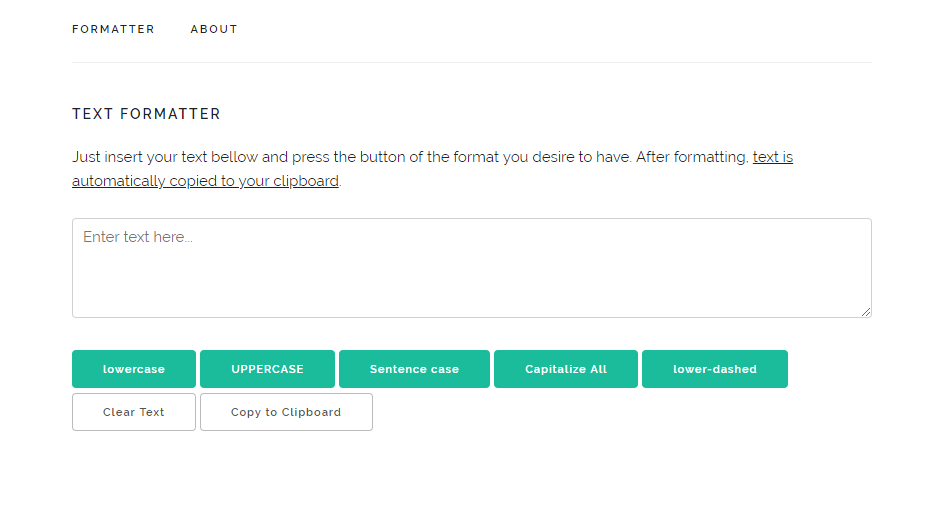 FORMATTER ABOUT
TEXT FORMATTER
Just insert your text bellow and press the button of the format you desire to have. After formatting, text is
automatically copied to your clipboard.
Enter text here...
lowercase UPPERCASE Sentence case Capitalize All lower-dashed
Clear Text Copy to Clipboard